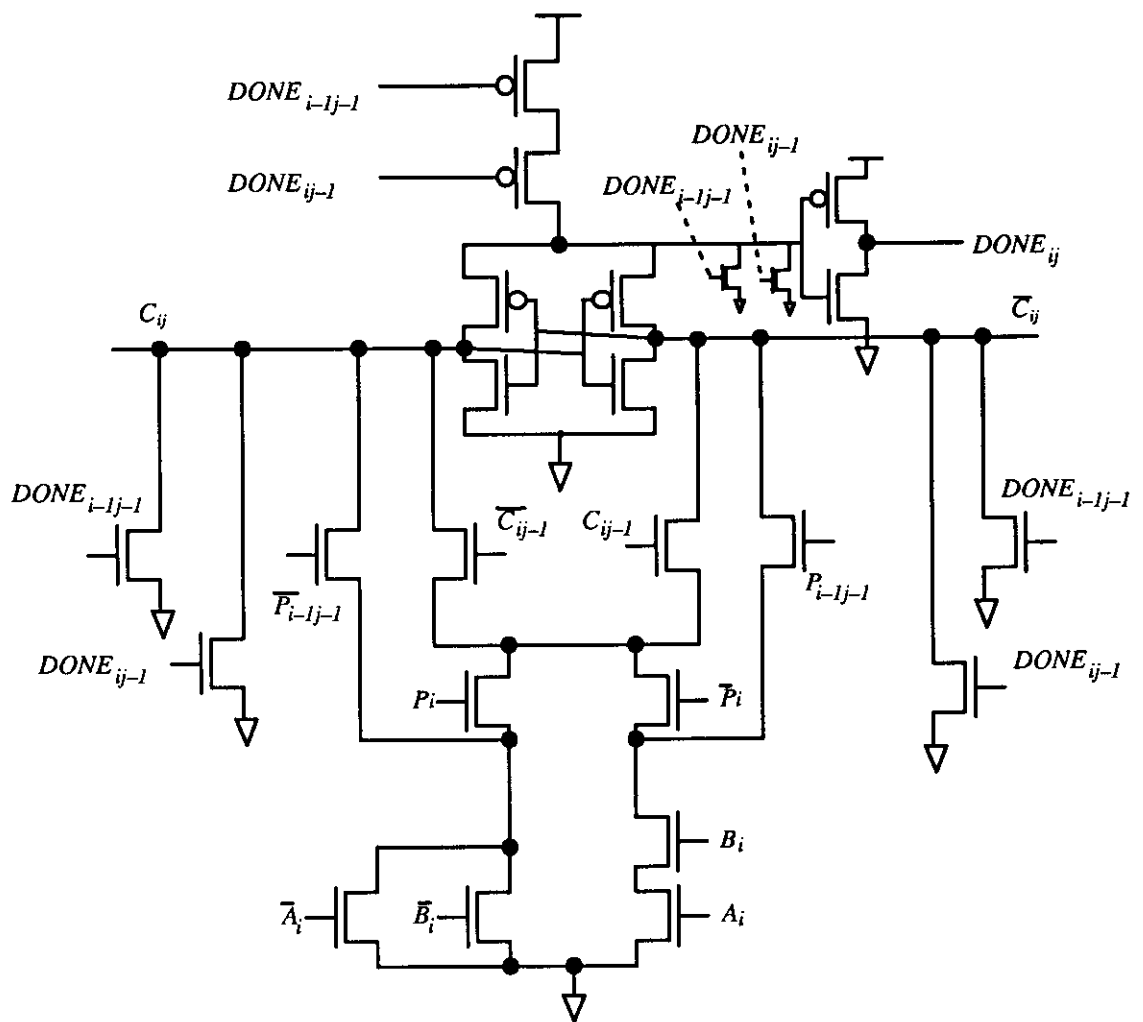 DONE i–1j–1
DONE ij–1
DONE ij–1
DONE i–1j–1
DONE ij
C ij
C̅ ij
DONE i–1j–1
C̅ ij–1
C ij–1
DONE i–1j–1
P̅ i–1j–1
P i–1j–1
DONE ij–1
DONE ij–1
P i
P̅ i
B i
A̅ i
B̅ i
A i